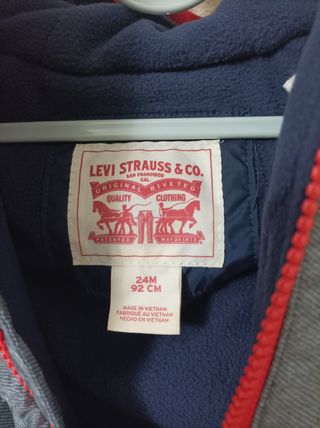 LEVI STRAUSS & CO.
SAN FRANCISCO
CAL.
ORIGINAL RIVETED
QUALITY CLOTHING
PATENTED MAY 20 1873
24M
92 CM
MADE IN VIETNAM
FABRIQUÉ AU VIETNAM
HECHO EN VIETNAM